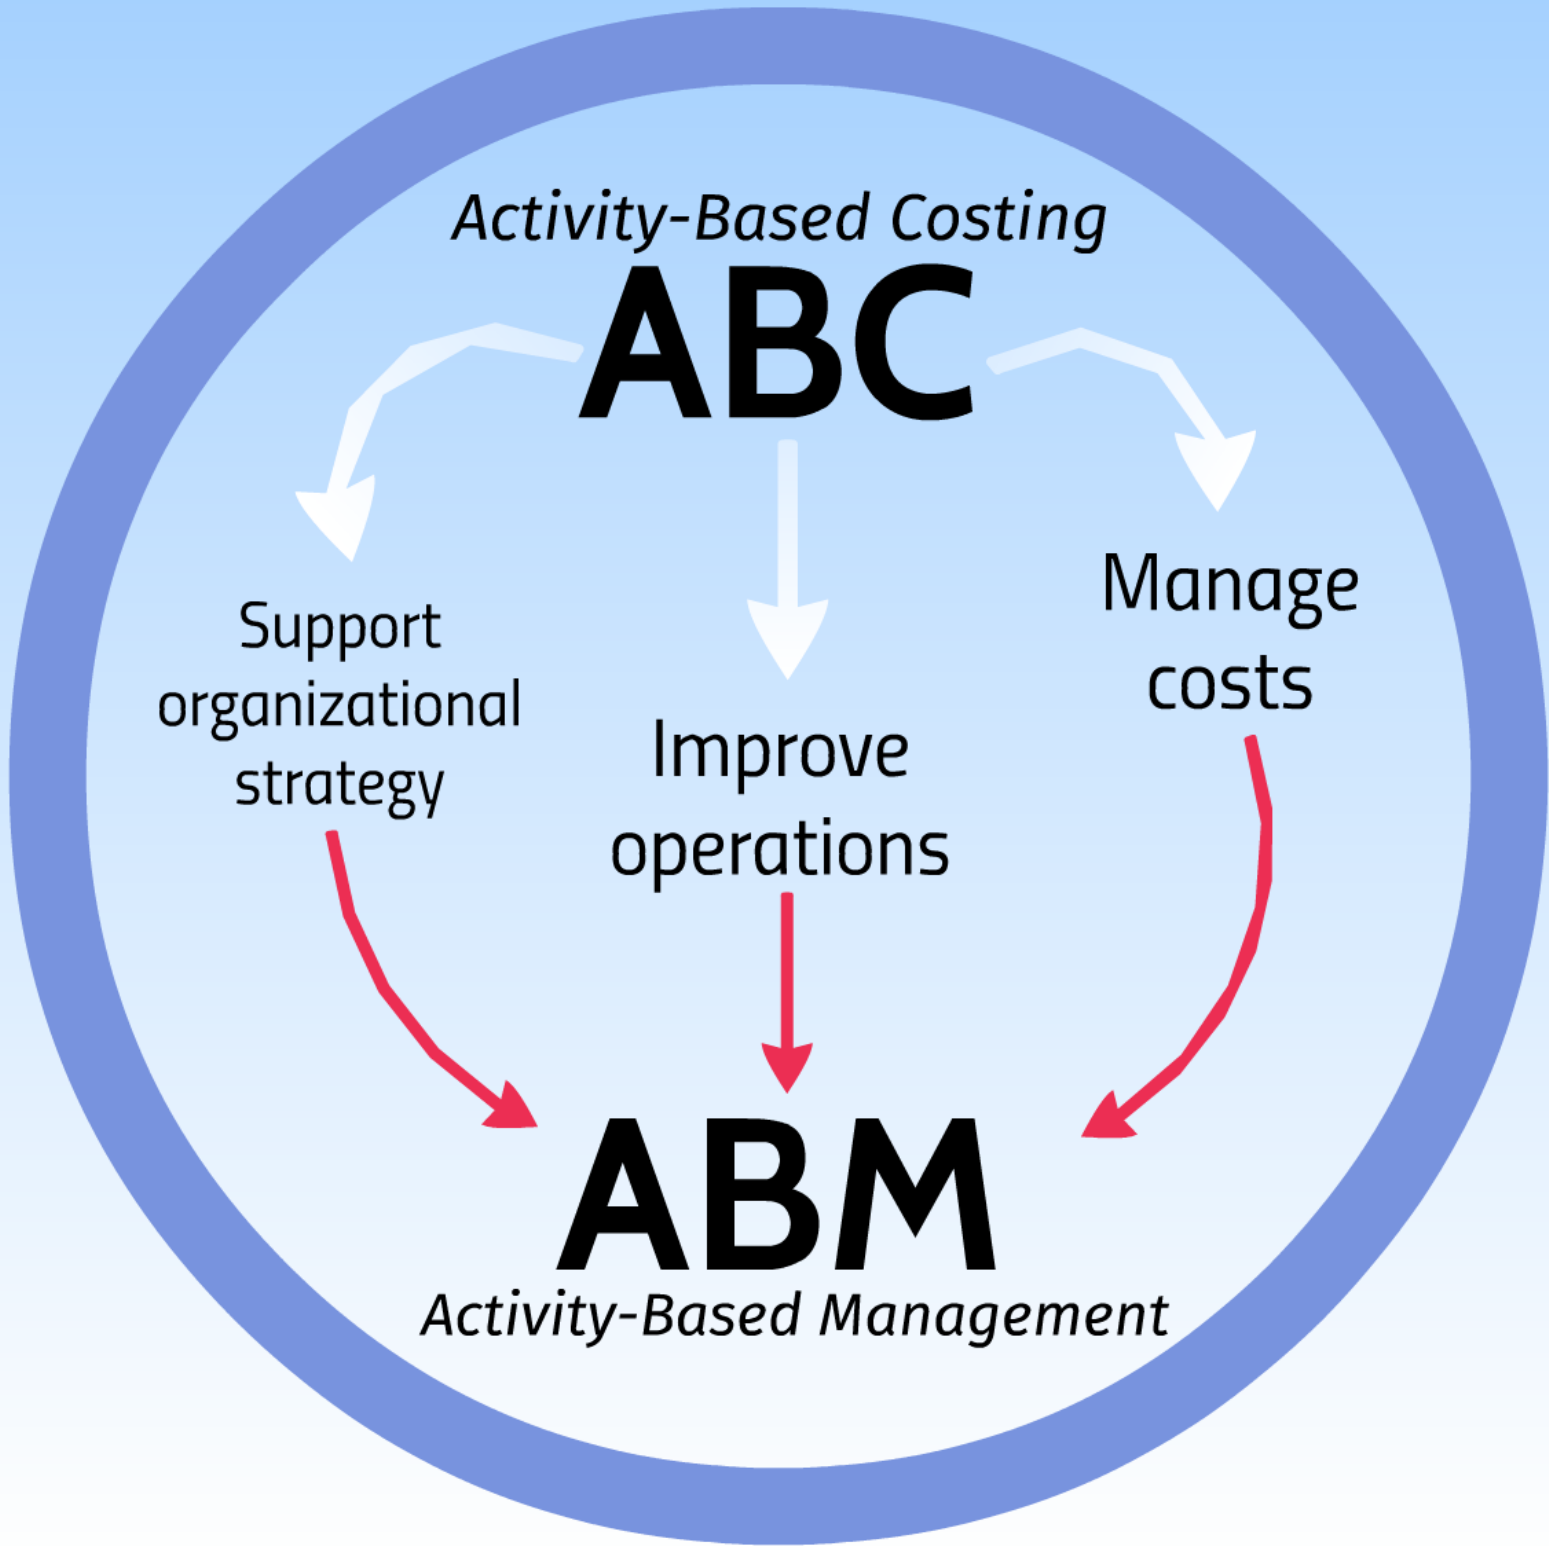 Activity-Based Costing
ABC
Support
organizational
strategy
Improve
operations
Manage
costs
ABM
Activity-Based Management